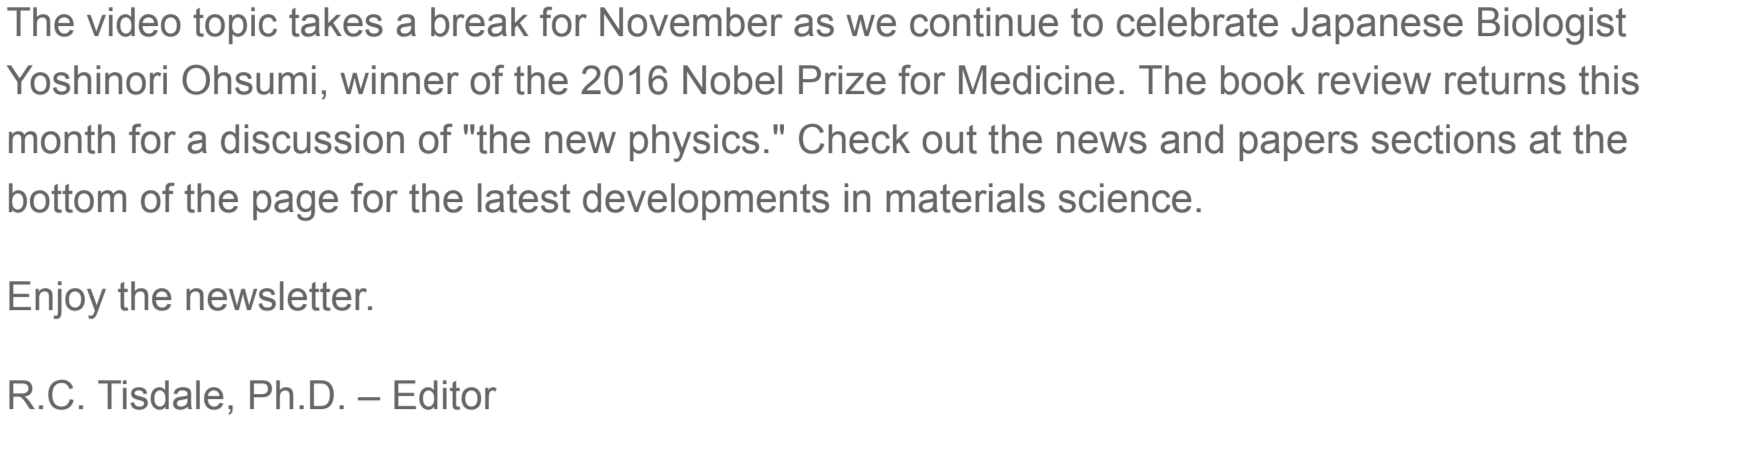 The video topic takes a break for November as we continue to celebrate Japanese Biologist
Yoshinori Ohsumi, winner of the 2016 Nobel Prize for Medicine. The book review returns this
month for a discussion of "the new physics." Check out the news and papers sections at the
bottom of the page for the latest developments in materials science.
Enjoy the newsletter.
R.C. Tisdale, Ph.D. – Editor